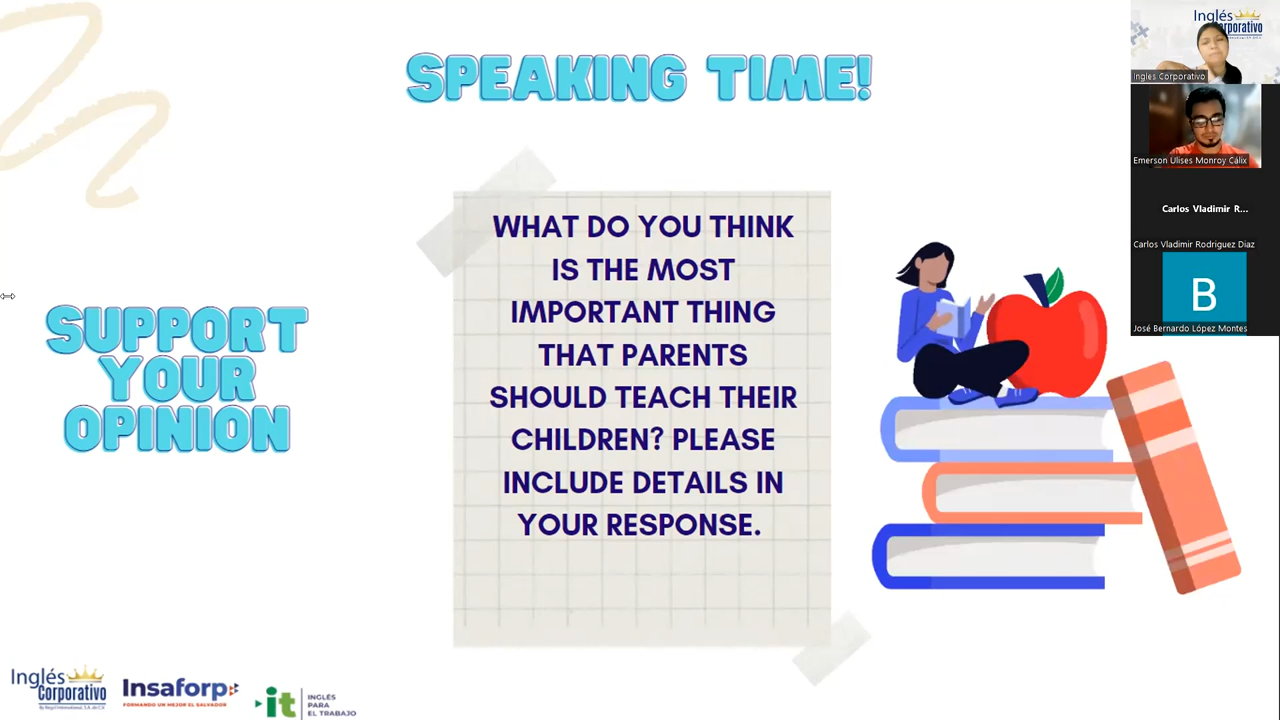 SPEAKING TIME!
SUPPORT
YOUR
OPINION
WHAT DO YOU THINK
IS THE MOST
IMPORTANT THING
THAT PARENTS
SHOULD TEACH THEIR
CHILDREN? PLEASE
INCLUDE DETAILS IN
YOUR RESPONSE.
Inglés
Corporativo
Ingles Corporativo
Emerson Ulises Monroy Cálix
Carlos Vladimir R...
Carlos Vladimir Rodriguez Diaz
B
José Bernardo López Montes
Inglés
Corporativo
Insaforp
FORMANDO UN MEJOR EL SALVADOR
it
INGLÉS
PARA
EL TRABAJO